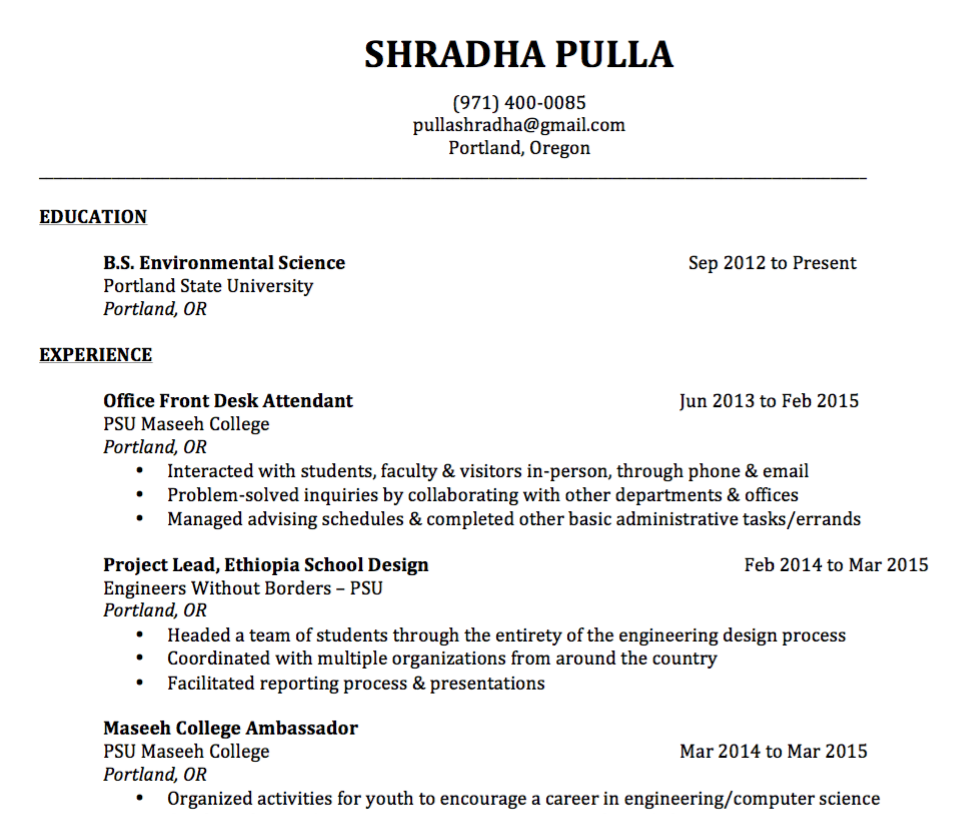 SHRADHA PULLA
(971) 400-0085
pullashradha@gmail.com
Portland, Oregon
EDUCATION
B.S. Environmental Science Sep 2012 to Present
Portland State University
Portland, OR
EXPERIENCE
Office Front Desk Attendant Jun 2013 to Feb 2015
PSU Maseeh College
Portland, OR
• Interacted with students, faculty & visitors in-person, through phone & email
• Problem-solved inquiries by collaborating with other departments & offices
• Managed advising schedules & completed other basic administrative tasks/errands
Project Lead, Ethiopia School Design Feb 2014 to Mar 2015
Engineers Without Borders – PSU
Portland, OR
• Headed a team of students through the entirety of the engineering design process
• Coordinated with multiple organizations from around the country
• Facilitated reporting process & presentations
Maseeh College Ambassador
PSU Maseeh College Mar 2014 to Mar 2015
Portland, OR
• Organized activities for youth to encourage a career in engineering/computer science